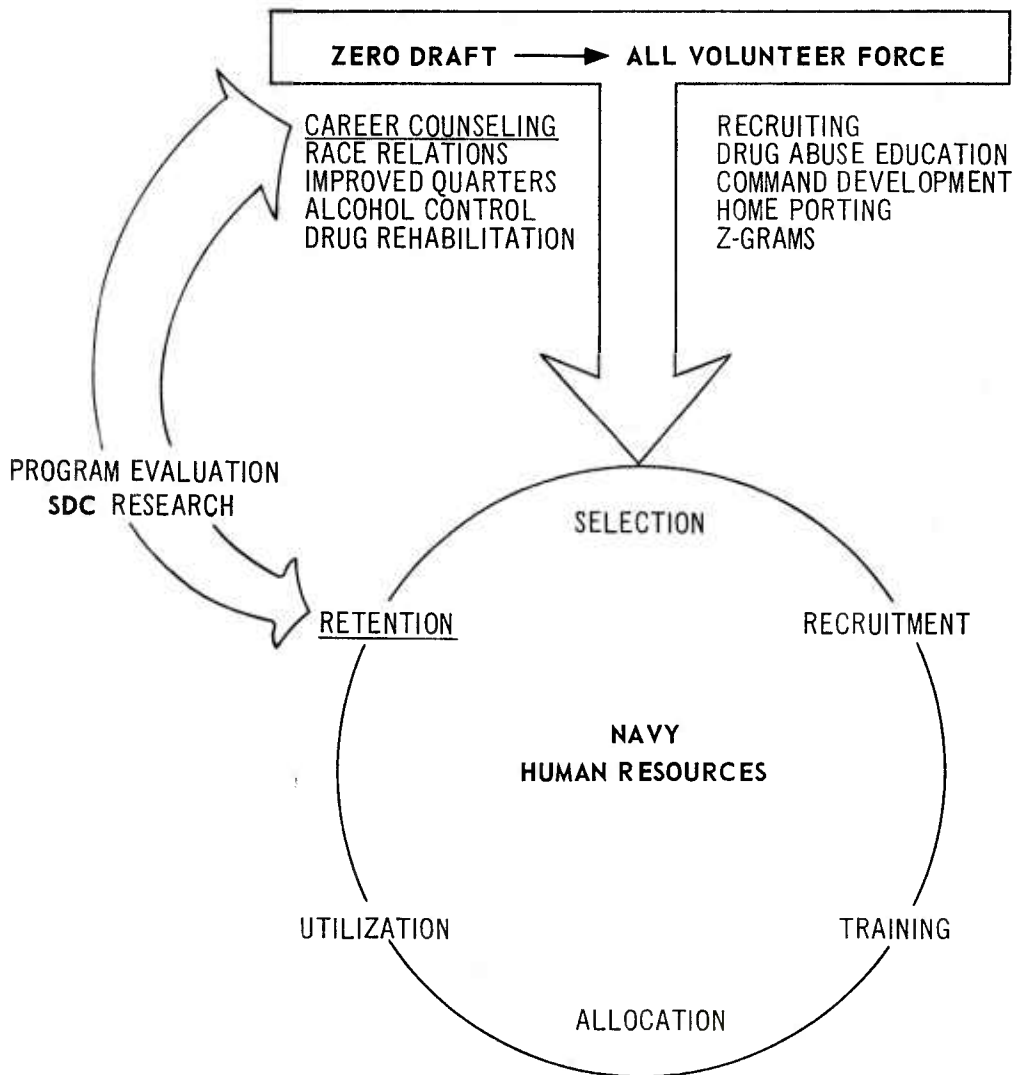 ZERO DRAFT → ALL VOLUNTEER FORCE
CAREER COUNSELING
RACE RELATIONS
IMPROVED QUARTERS
ALCOHOL CONTROL
DRUG REHABILITATION
RECRUITING
DRUG ABUSE EDUCATION
COMMAND DEVELOPMENT
HOME PORTING
Z-GRAMS
PROGRAM EVALUATION
SDC RESEARCH
SELECTION
RETENTION
RECRUITMENT
NAVY
HUMAN RESOURCES
UTILIZATION
TRAINING
ALLOCATION